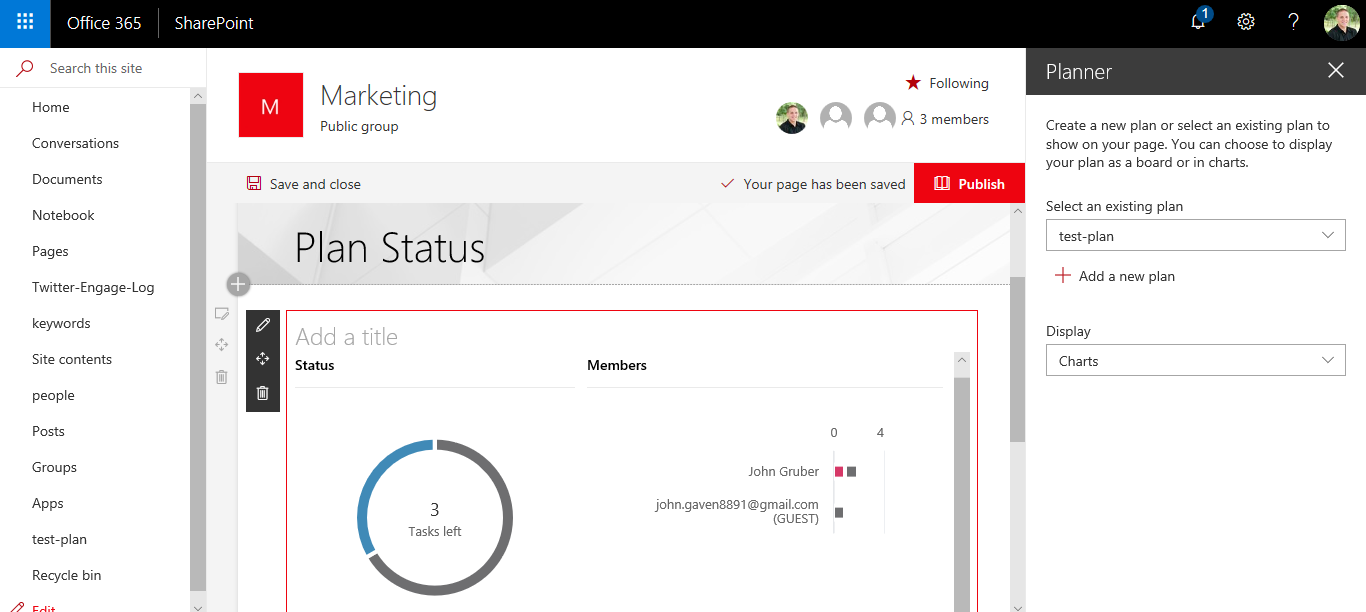 Office 365
SharePoint
1
?
Search this site
Home
Conversations
Documents
Notebook
Pages
Twitter-Engage-Log
keywords
Site contents
people
Posts
Groups
Apps
test-plan
Recycle bin
Edit
M
Marketing
Public group
Following
3 members
Save and close
Your page has been saved
Publish
Plan Status
Add a title
Status
Members
3
Tasks left
0 4
John Gruber
john.gaven8891@gmail.com
(GUEST)
Planner
Create a new plan or select an existing plan to
show on your page. You can choose to display
your plan as a board or in charts.
Select an existing plan
test-plan
Add a new plan
Display
Charts